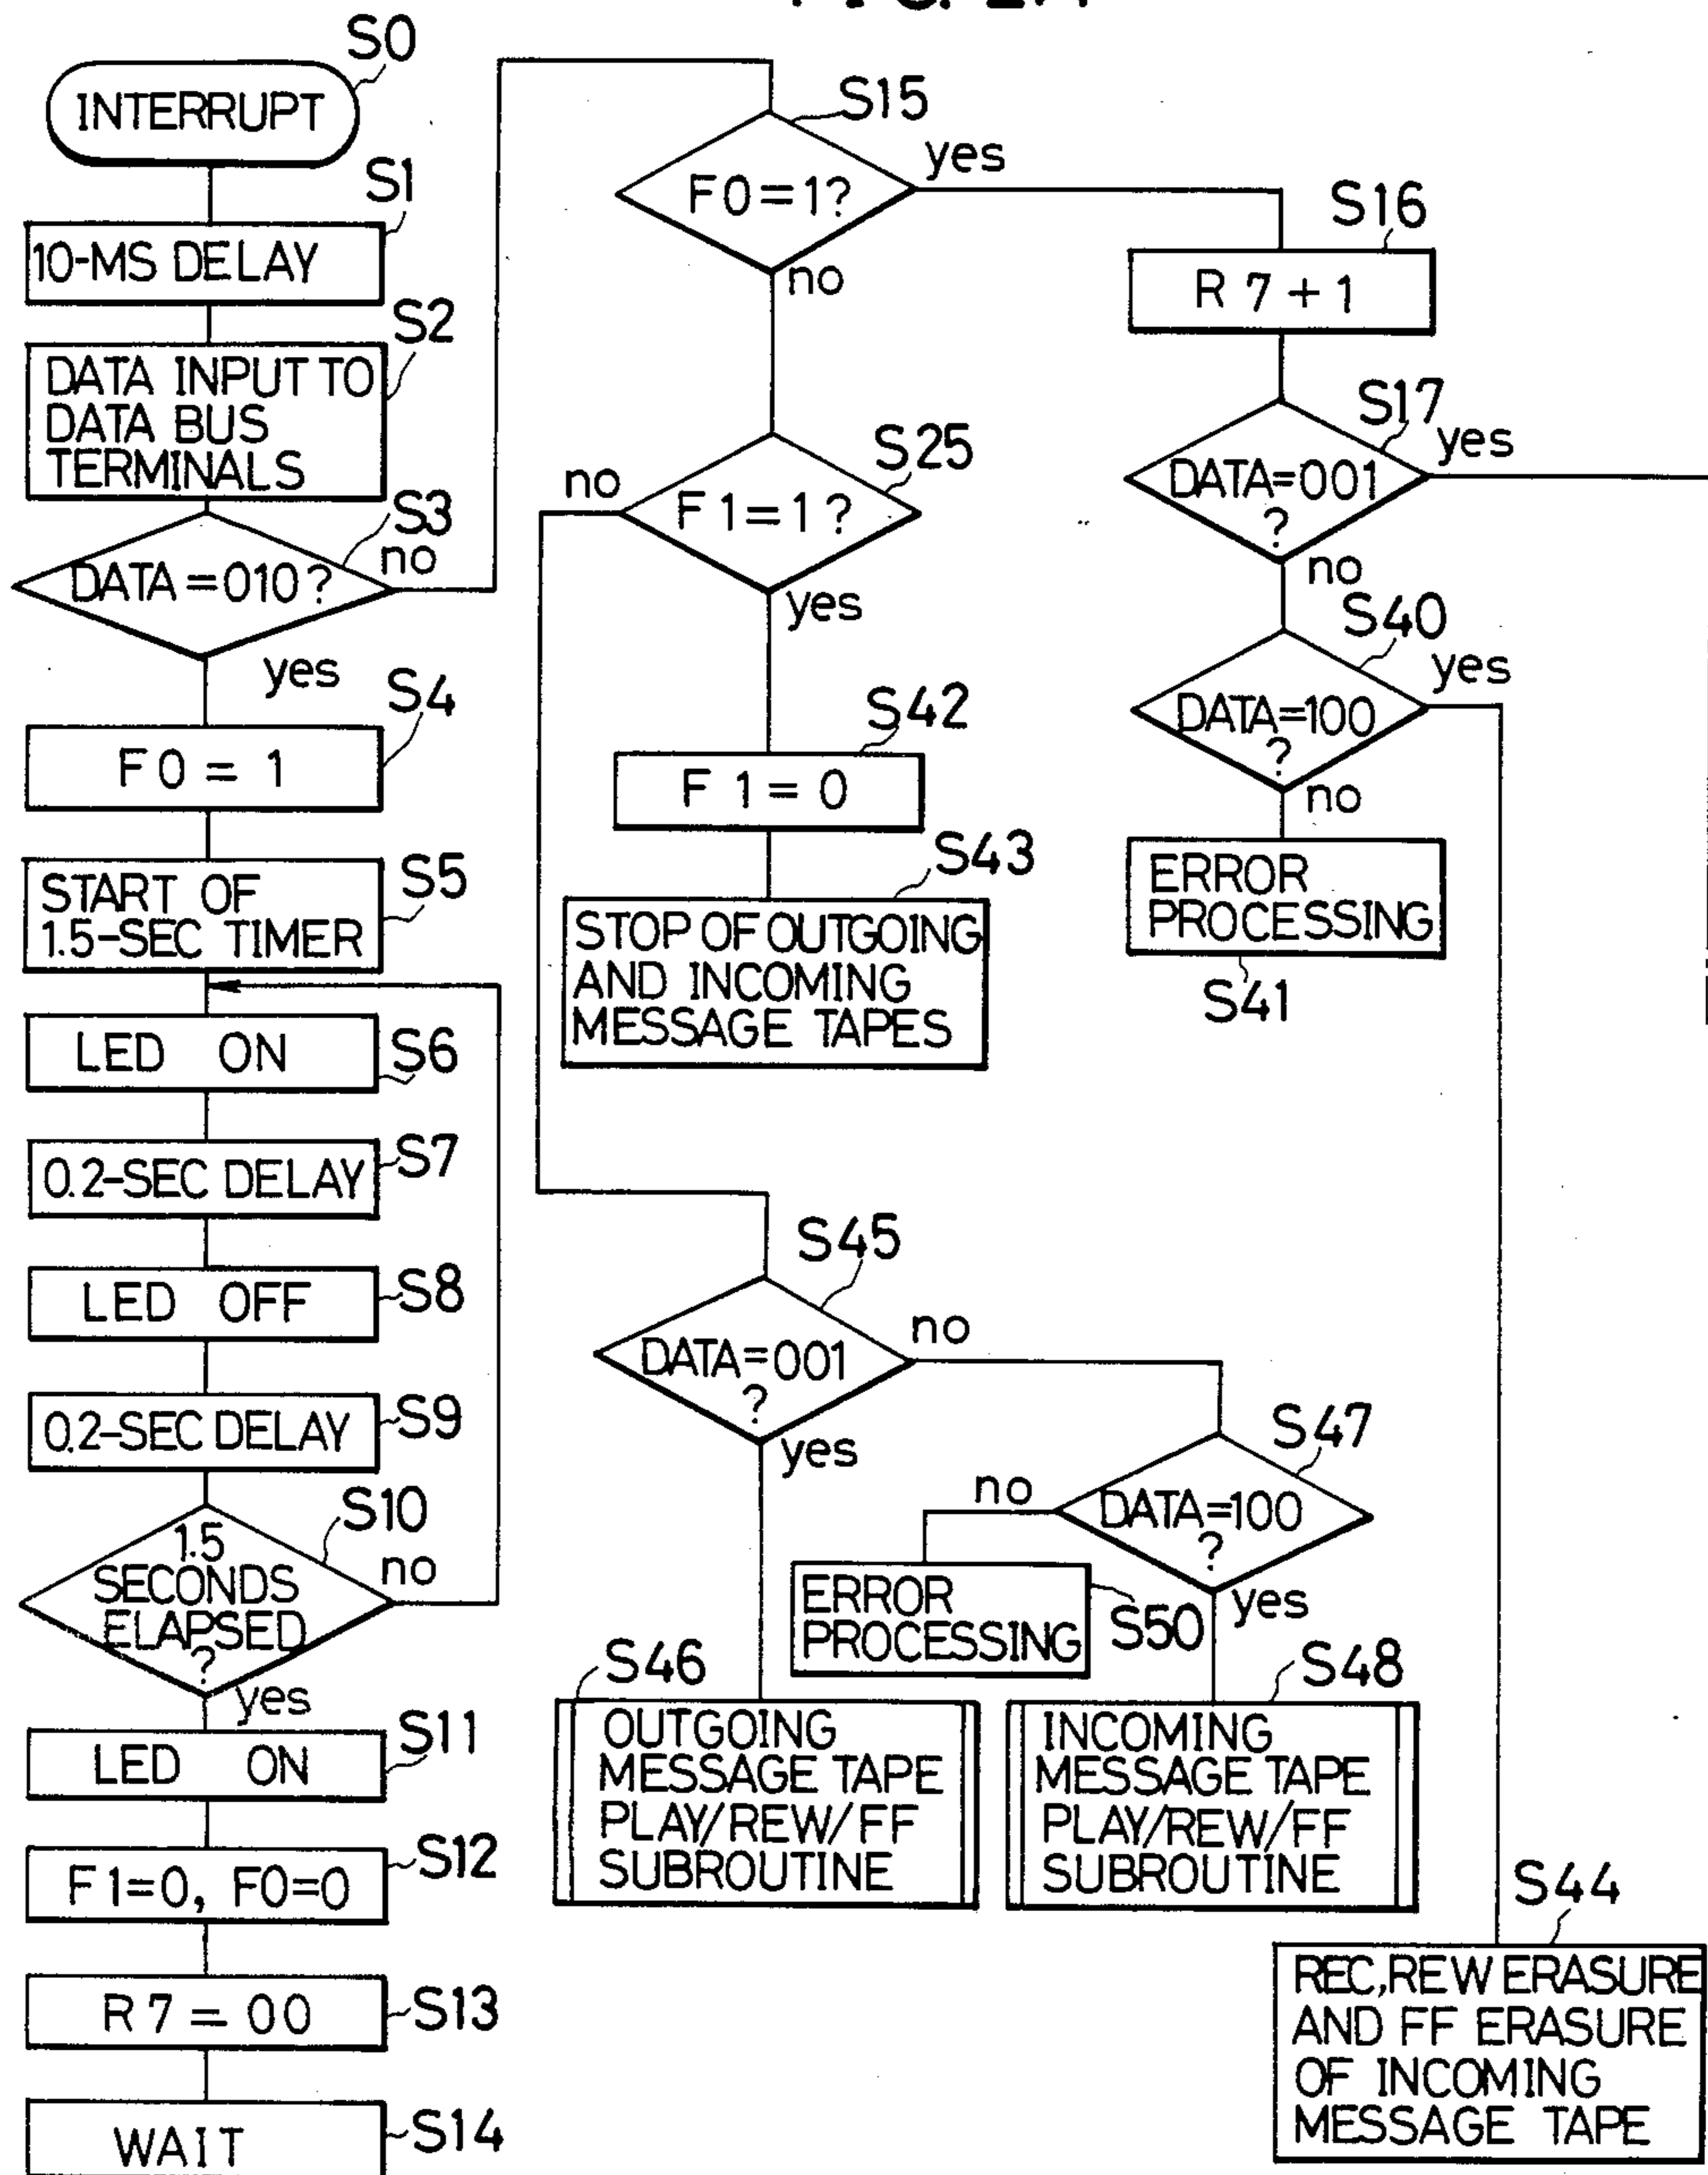 S0
INTERRUPT
S1
10-MS DELAY
S2
DATA INPUT TO
DATA BUS
TERMINALS
S3
DATA=010?
no
yes
S4
F0=1
S5
START OF
1.5-SEC TIMER
LED ON
S6
0.2-SEC DELAY
S7
LED OFF
S8
0.2-SEC DELAY
S9
S10
1.5
SECONDS
ELAPSED
?
no
yes
S11
LED ON
S12
F1=0, F0=0
R7=00
S13
WAIT
S14
S15
F0=1?
yes
no
S16
R7+1
S17
DATA=001
?
yes
no
S40
DATA=100
?
yes
no
ERROR
PROCESSING
S41
S25
F1=1?
no
yes
S42
F1=0
S43
STOP OF OUTGOING
AND INCOMING
MESSAGE TAPES
S45
DATA=001
?
no
yes
S47
DATA=100
?
no
yes
ERROR
PROCESSING
S50
S46
OUTGOING
MESSAGE TAPE
PLAY/REW/FF
SUBROUTINE
S48
INCOMING
MESSAGE TAPE
PLAY/REW/FF
SUBROUTINE
S44
REC,REW ERASURE
AND FF ERASURE
OF INCOMING
MESSAGE TAPE